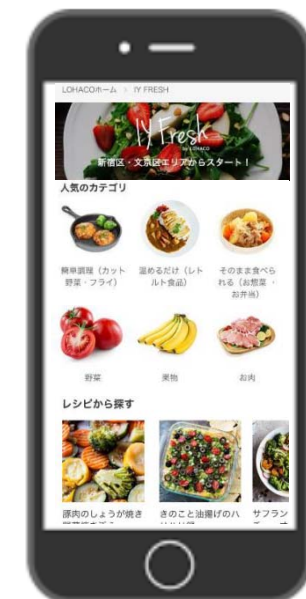 LOHACOホーム > IY FRESH
IY Fresh
by LOHACO
新宿区・文京区エリアからスタート！
人気のカテゴリ
簡単調理（カット
野菜・フライ）
温めるだけ（レト
ルト食品）
そのまま食べら
れる（お惣菜・
お弁当）
野菜
果物
お肉
レシピから探す
豚肉のしょうが焼き
きのこと油揚げのハ
サフラン